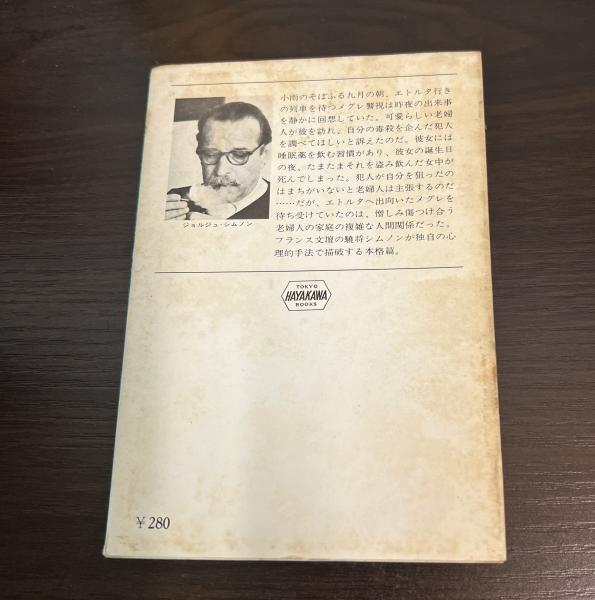 小雨のそぼふる九月の朝、エトルタ行き
の列車を待つメグレ警視は昨夜の出来事
を静かに回想していた。可愛らしい老婦
人が彼を訪れ、自分の毒殺を企んだ犯人
を調べてほしいと訴えたのだ。彼女には
睡眠薬を飲む習慣があり、彼女の誕生日
の夜、たまたまそれを盗み飲んだ女中が
死んでしまった。犯人が自分を狙ったの
はまちがいないと老婦人は主張するのだ
……だが、エトルタへ出向いたメグレを
待ち受けていたのは、憎しみ傷つけ合う
老婦人の家庭の複雑な人間関係だった。
フランス文壇の驍将シムノンが独自の心
理的手法で描破する本格篇。
ジョルジュ・シムノン
TOKYO
HAYAKAWA
BOOKS
￥280